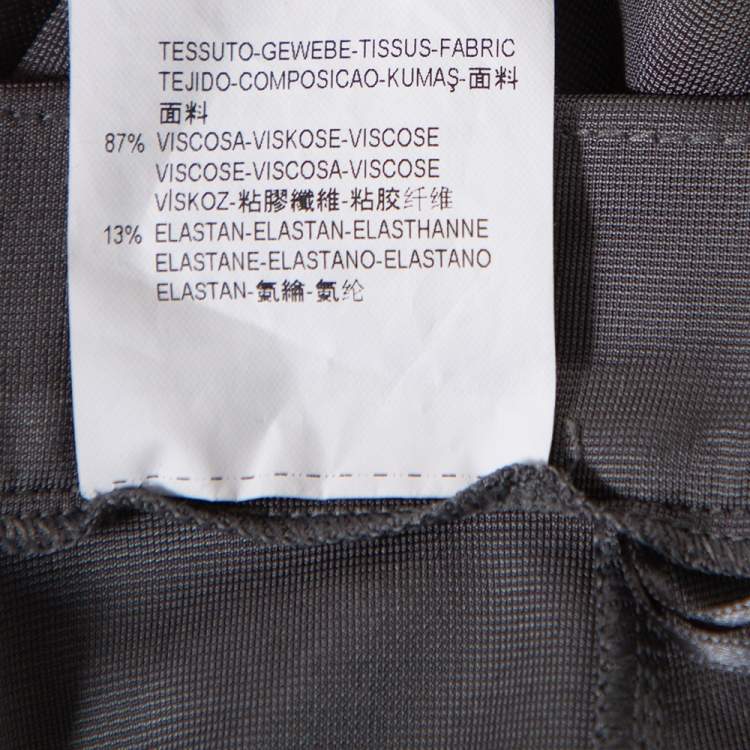 TESSUTO-GEWEBE-TISSUS-FABRIC
TEJIDO-COMPOSICAO-KUMAŞ-面料
面料
87% VISCOSA-VISKOSE-VISCOSE
VISCOSE-VISCOSA-VISCOSE
VİSKOZ-粘膠纖維-粘胶纤维
13% ELASTAN-ELASTAN-ELASTHANNE
ELASTANE-ELASTANO-ELASTANO
ELASTAN-氨綸-氨纶